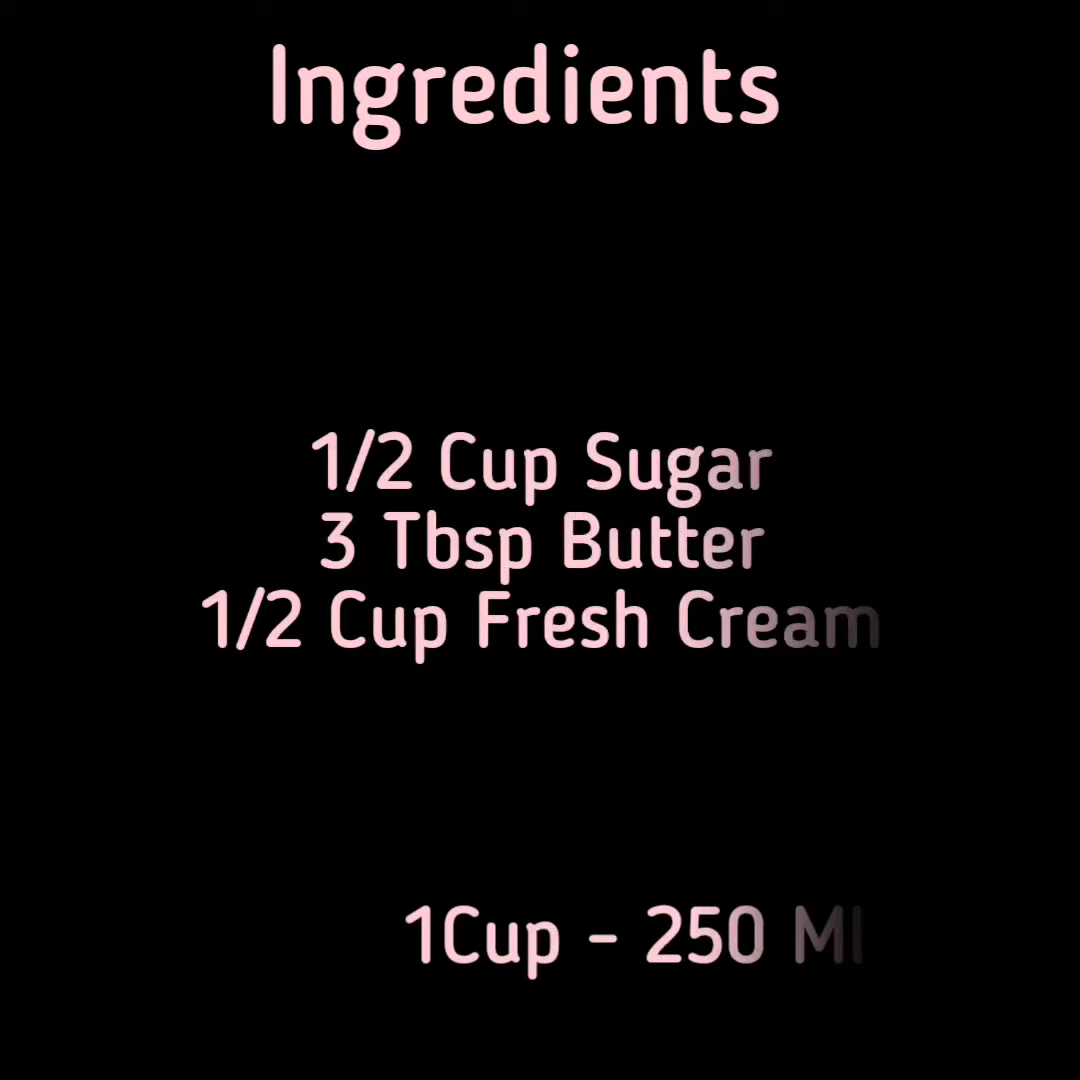 Ingredients
1/2 Cup Sugar
3 Tbsp Butter
1/2 Cup Fresh Cream
1Cup - 250 Ml